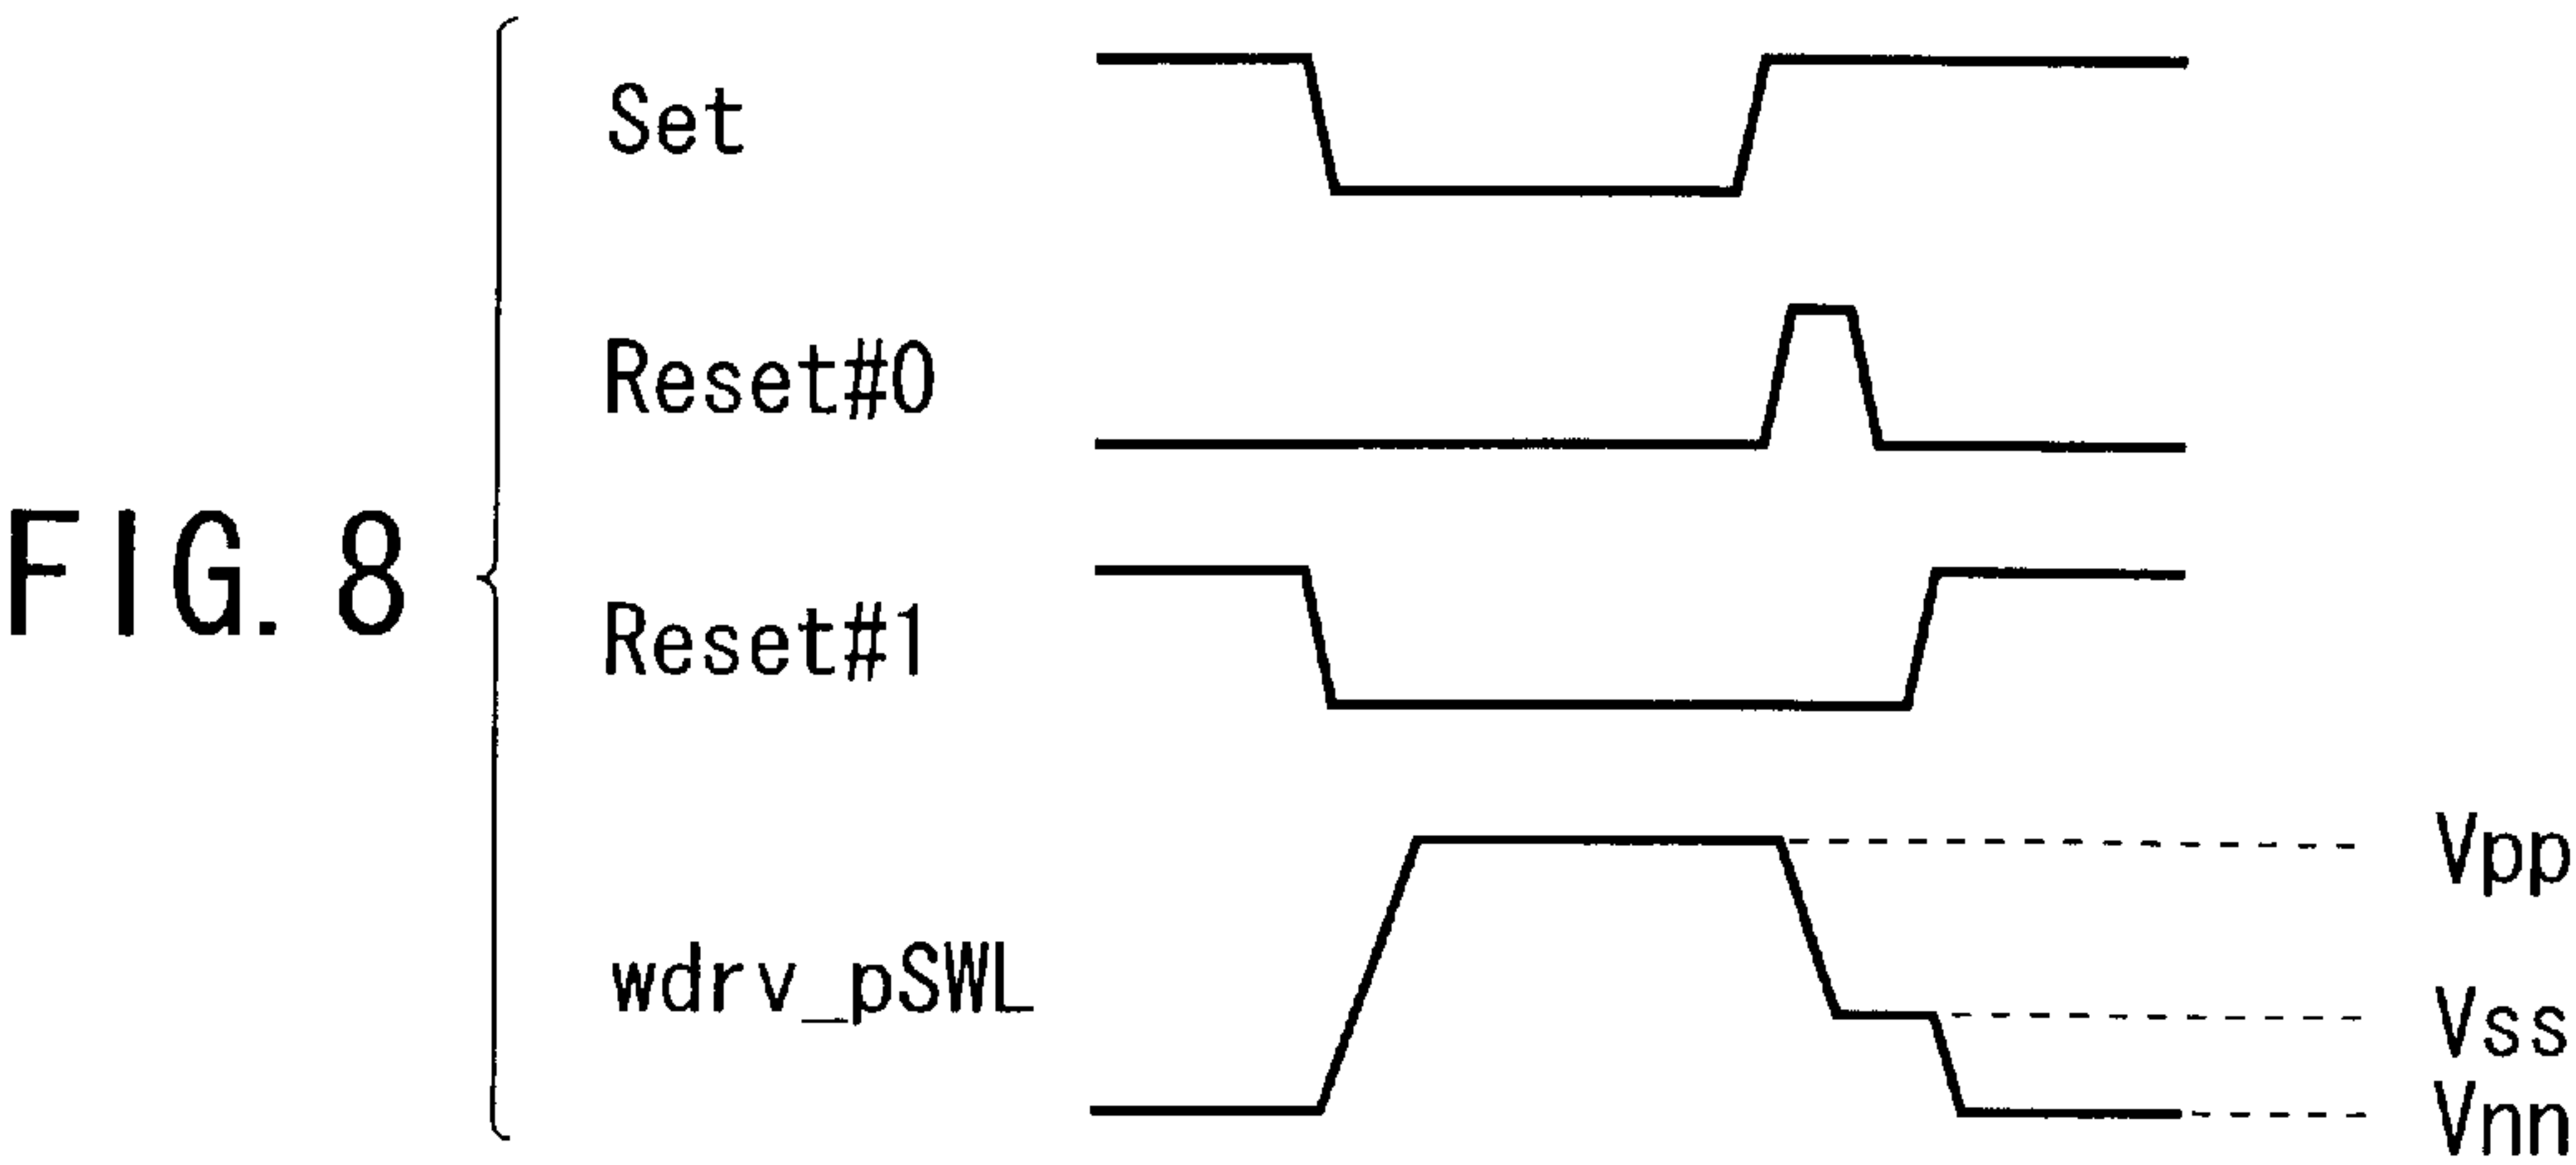 FIG. 8
Set
Reset#0
Reset#1
wdrv_pSWL
Vpp
Vss
Vnn